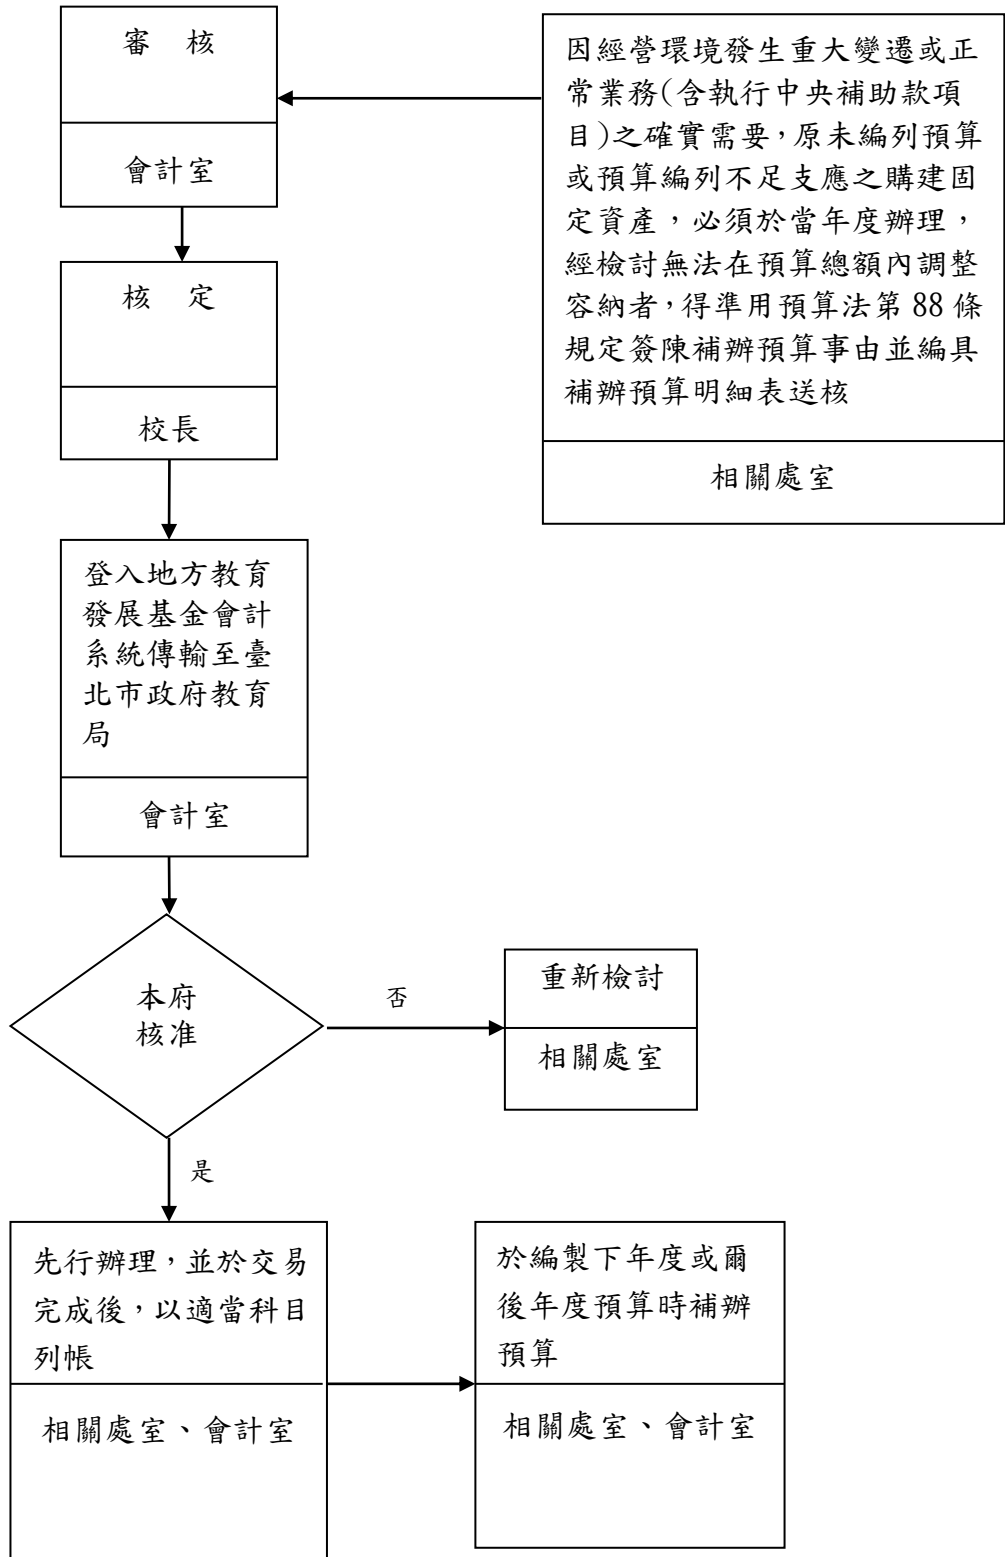 審 核
會計室
因經營環境發生重大變遷或正
常業務(含執行中央補助款項
目)之確實需要，原未編列預算
或預算編列不足支應之購建固
定資產，必須於當年度辦理，
經檢討無法在預算總額內調整
容納者，得準用預算法第 88 條
規定簽陳補辦預算事由並編具
補辦預算明細表送核
相關處室
核 定
校長
登入地方教育
發展基金會計
系統傳輸至臺
北市政府教育
局
會計室
本府
核准
否
重新檢討
相關處室
是
先行辦理，並於交易
完成後，以適當科目
列帳
相關處室、會計室
於編製下年度或爾
後年度預算時補辦
預算
相關處室、會計室